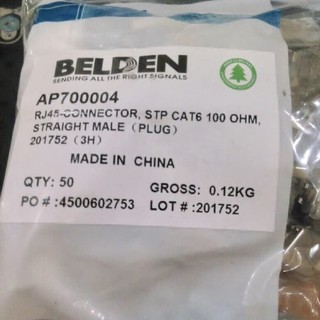 BELDEN
SENDING ALL THE RIGHT SIGNALS
AP700004
RJ45-CONNECTOR, STP CAT6 100 OHM,
STRAIGHT MALE (PLUG)
201752 (3H)
MADE IN CHINA
QTY: 50 GROSS: 0.12KG
PO # :4500602753 LOT # :201752